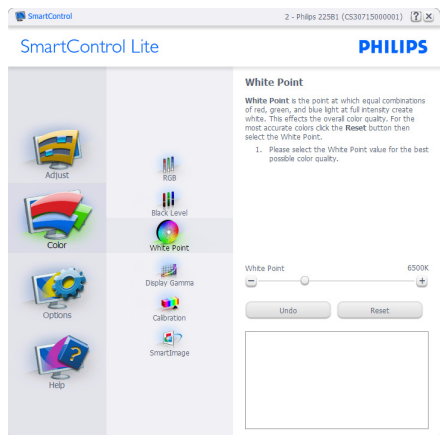 SmartControl
2 - Philips 225B1 (CS30715000001)
SmartControl Lite
PHILIPS
Adjust
Color
Options
Help
RGB
Black Level
White Point
Display Gamma
Calibration
SmartImage
White Point
White Point is the point at which equal combinations
of red, green, and blue light at full intensity create
white. This effects the overall color quality. For the
most accurate colors click the Reset button then
select the White Point.
1. Please select the White Point value for the best
possible color quality.
White Point
6500K
Undo
Reset